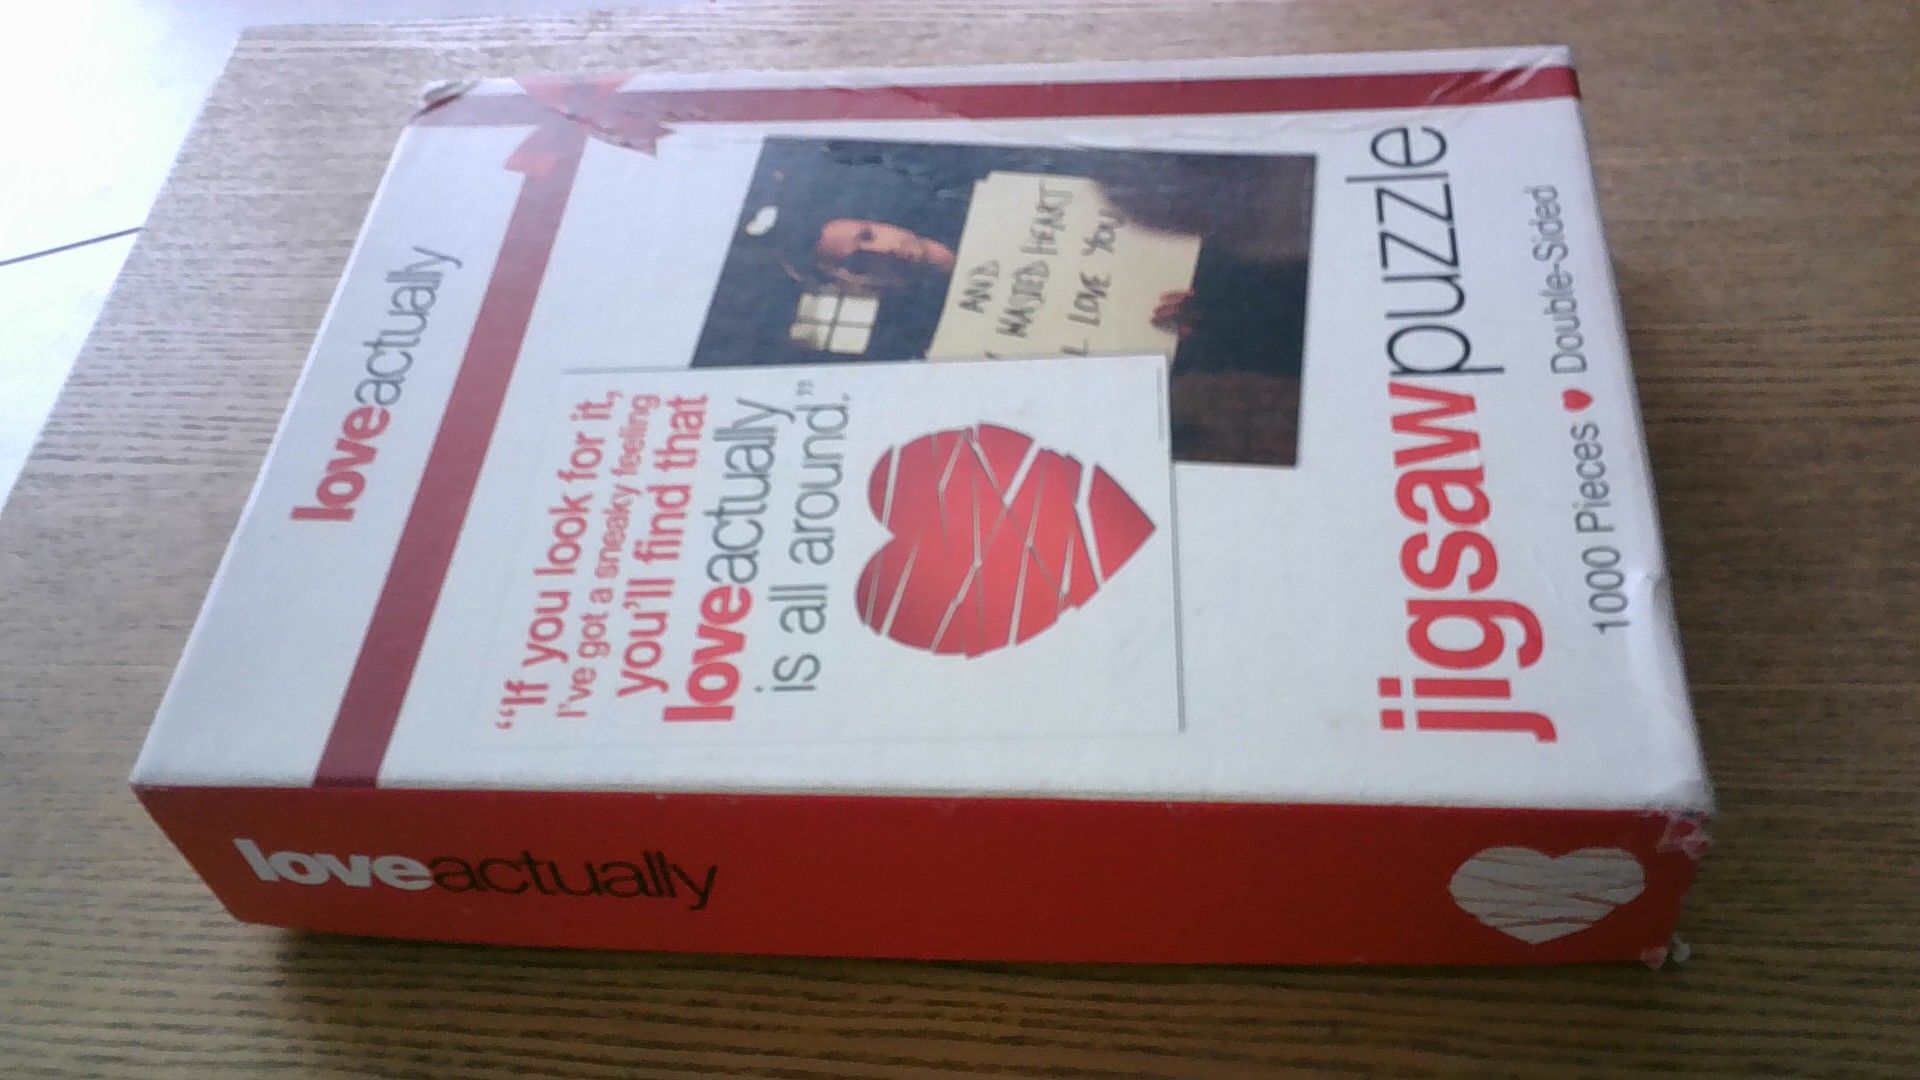 loveactually
"If you look for it,
I've got a sneaky feeling
you'll find that
loveactually
is all around."
AND
WASTED HEART
LOVE YOU
jigsawpuzzle
1000 Pieces ♥ Double-Sided
loveactually